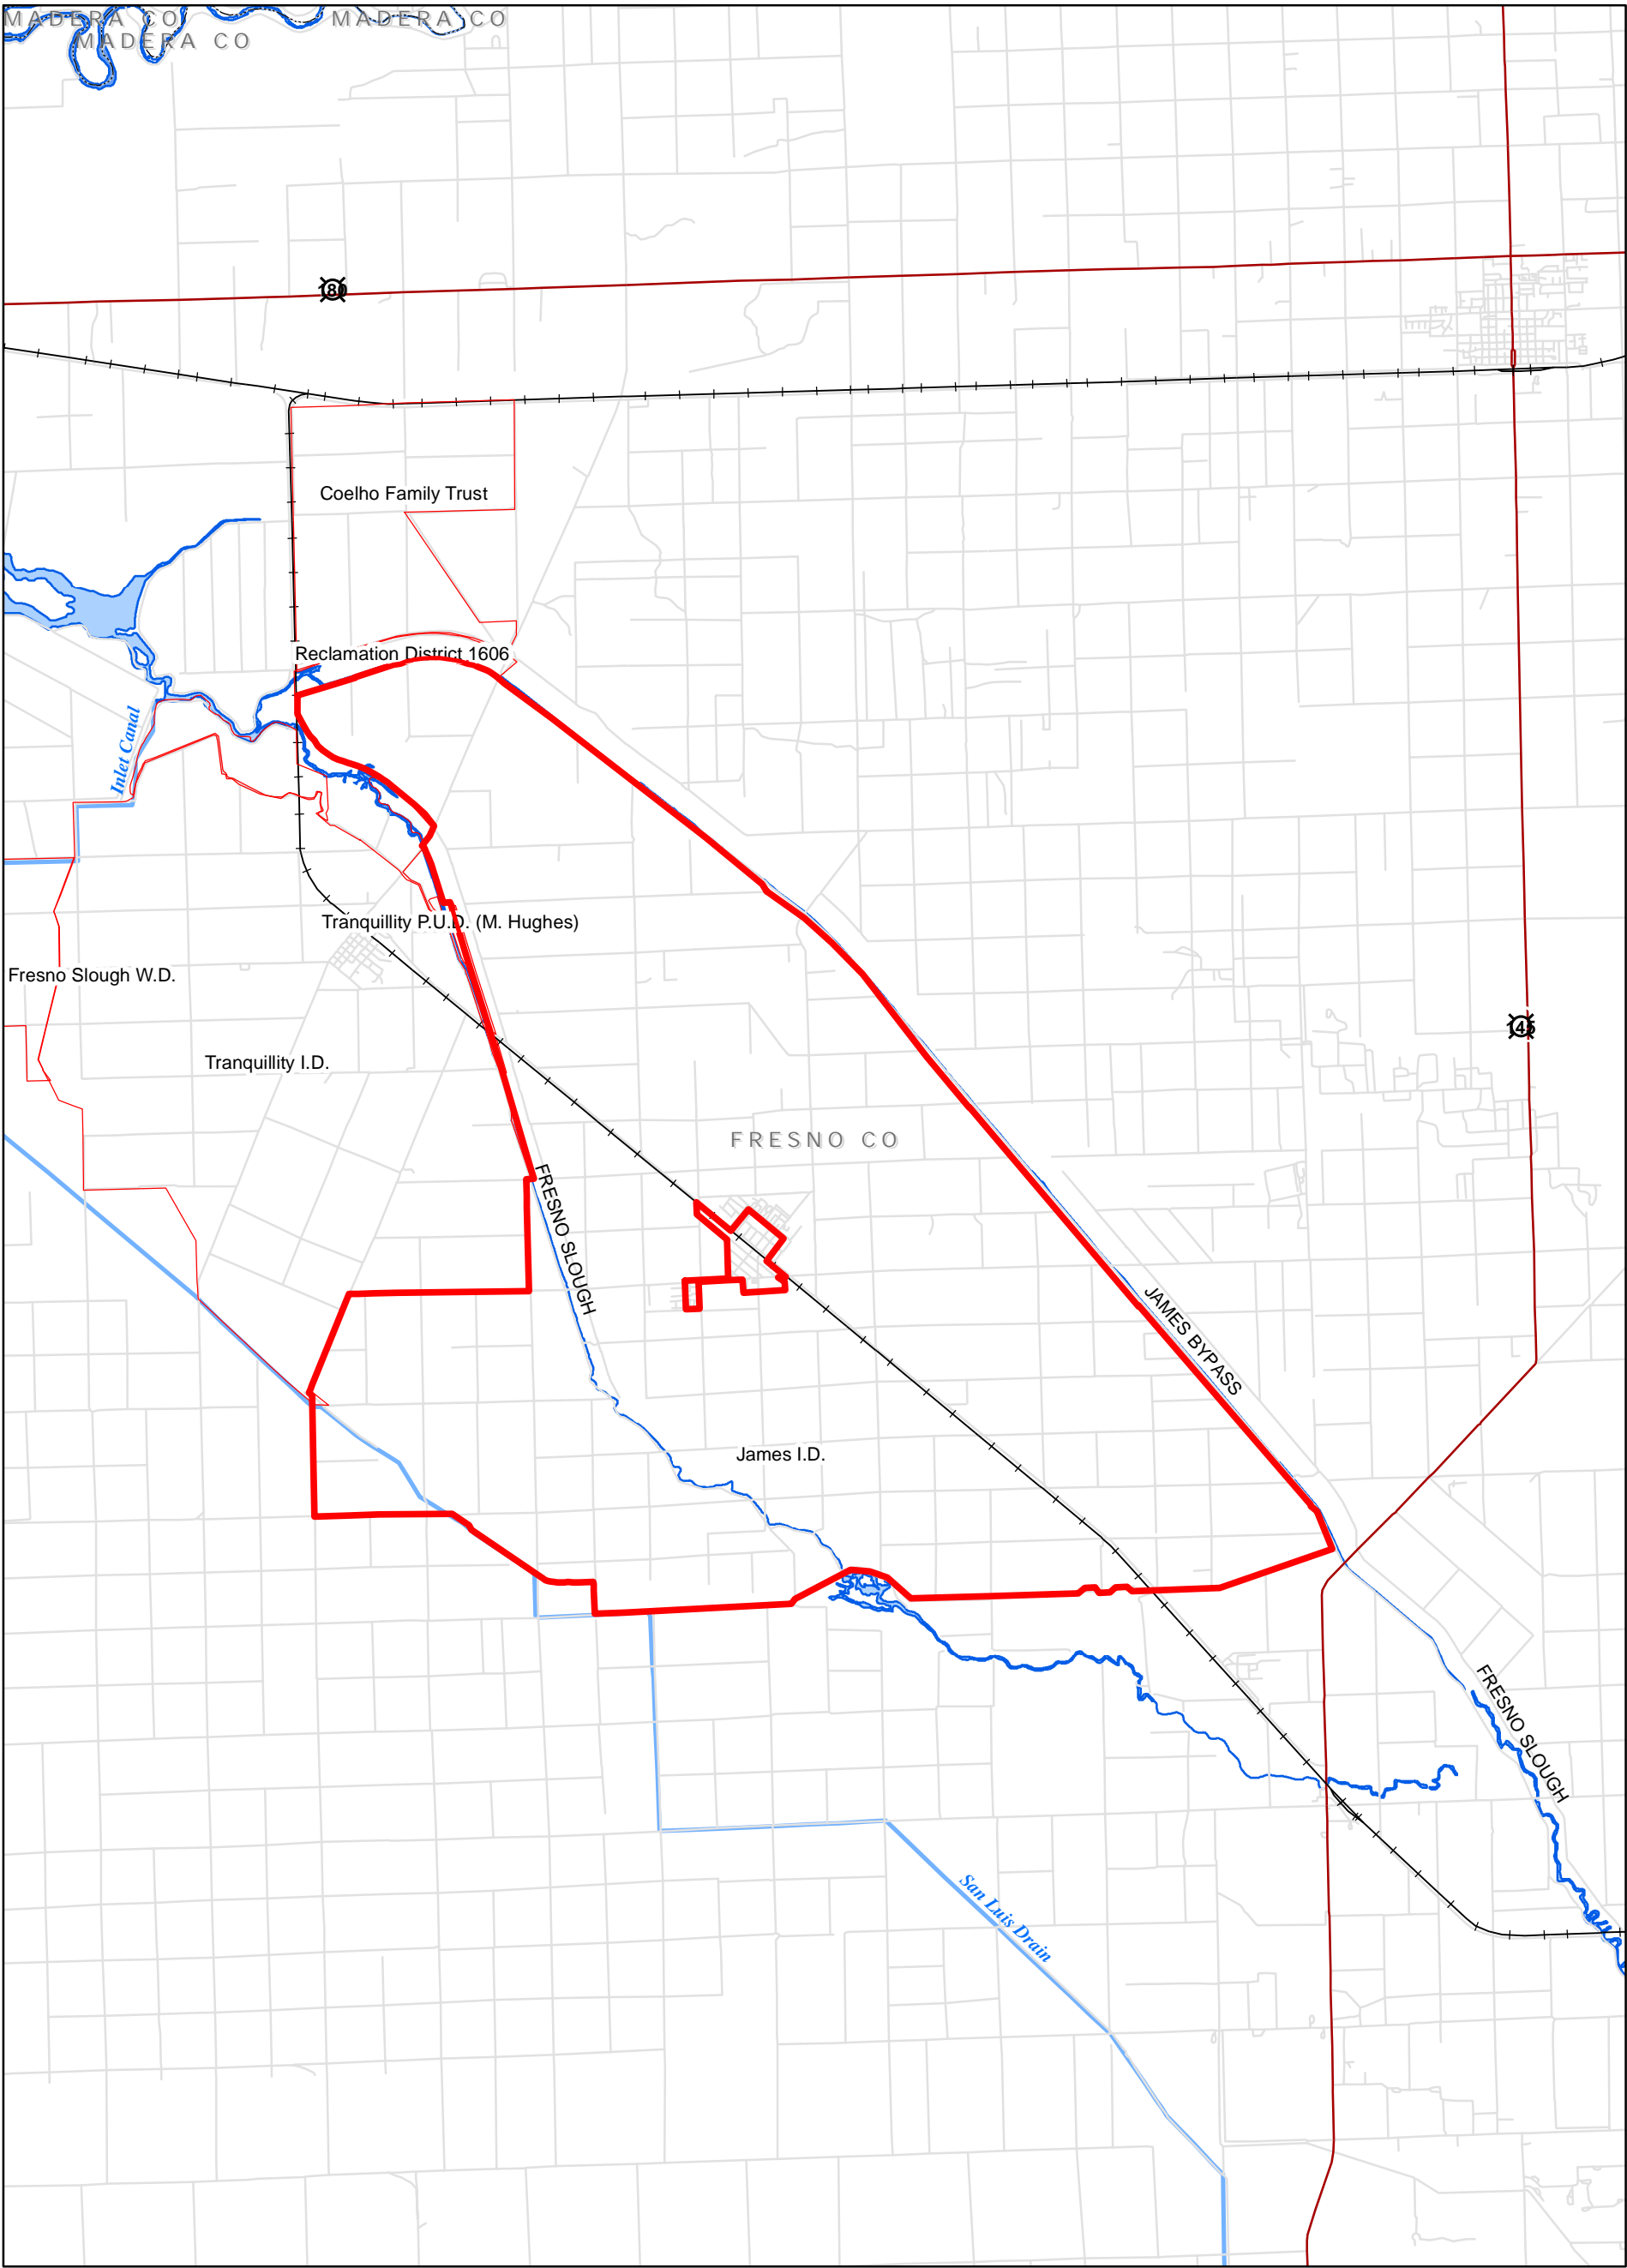 MADERA CO
MADERA CO
MADERA CO
180
Coelho Family Trust
Reclamation District 1606
Inlet Canal
Tranquillity P.U.D. (M. Hughes)
Fresno Slough W.D.
145
Tranquillity I.D.
FRESNO CO
FRESNO SLOUGH
JAMES BYPASS
James I.D.
FRESNO SLOUGH
San Luis Drain